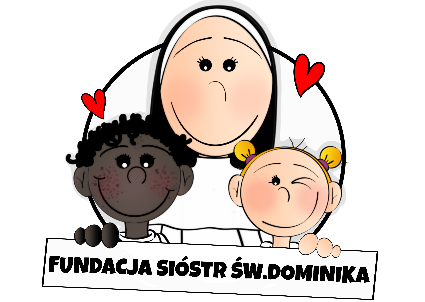 FUNDACJA SIÓSTR ŚW.DOMINIKA